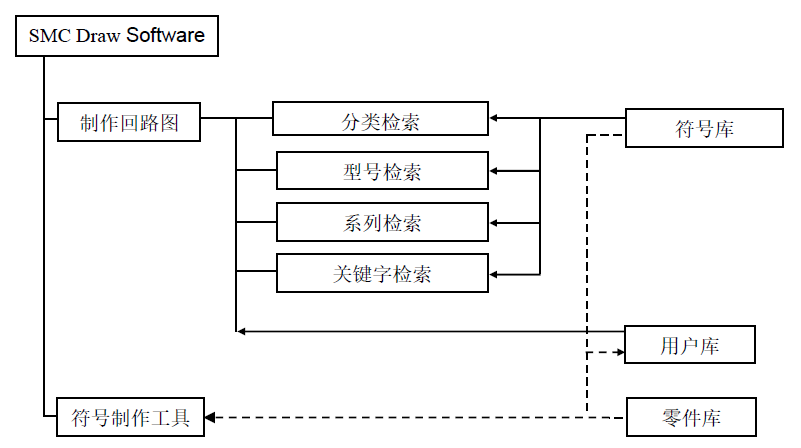 SMC Draw Software
制作回路图
分类检索
符号库
型号检索
系列检索
关键字检索
用户库
符号制作工具
零件库